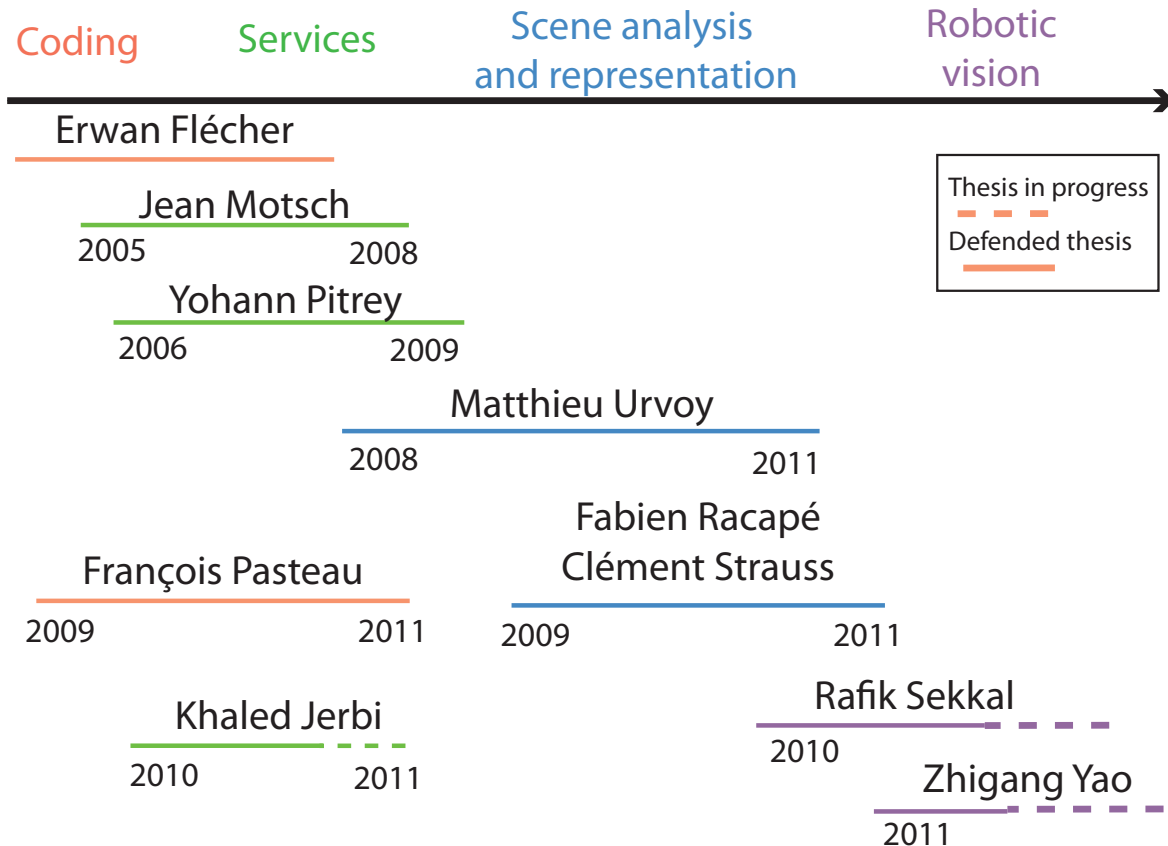 Coding
Services
Scene analysis
and representation
Robotic
vision
Erwan Flécher
Thesis in progress
Defended thesis
Jean Motsch
2005
2008
Yohann Pitrey
2006
2009
Matthieu Urvoy
2008
2011
Fabien Racapé
Clément Strauss
2009
2011
François Pasteau
2009
2011
Rafik Sekkal
2010
Khaled Jerbi
2010
2011
Zhigang Yao
2011